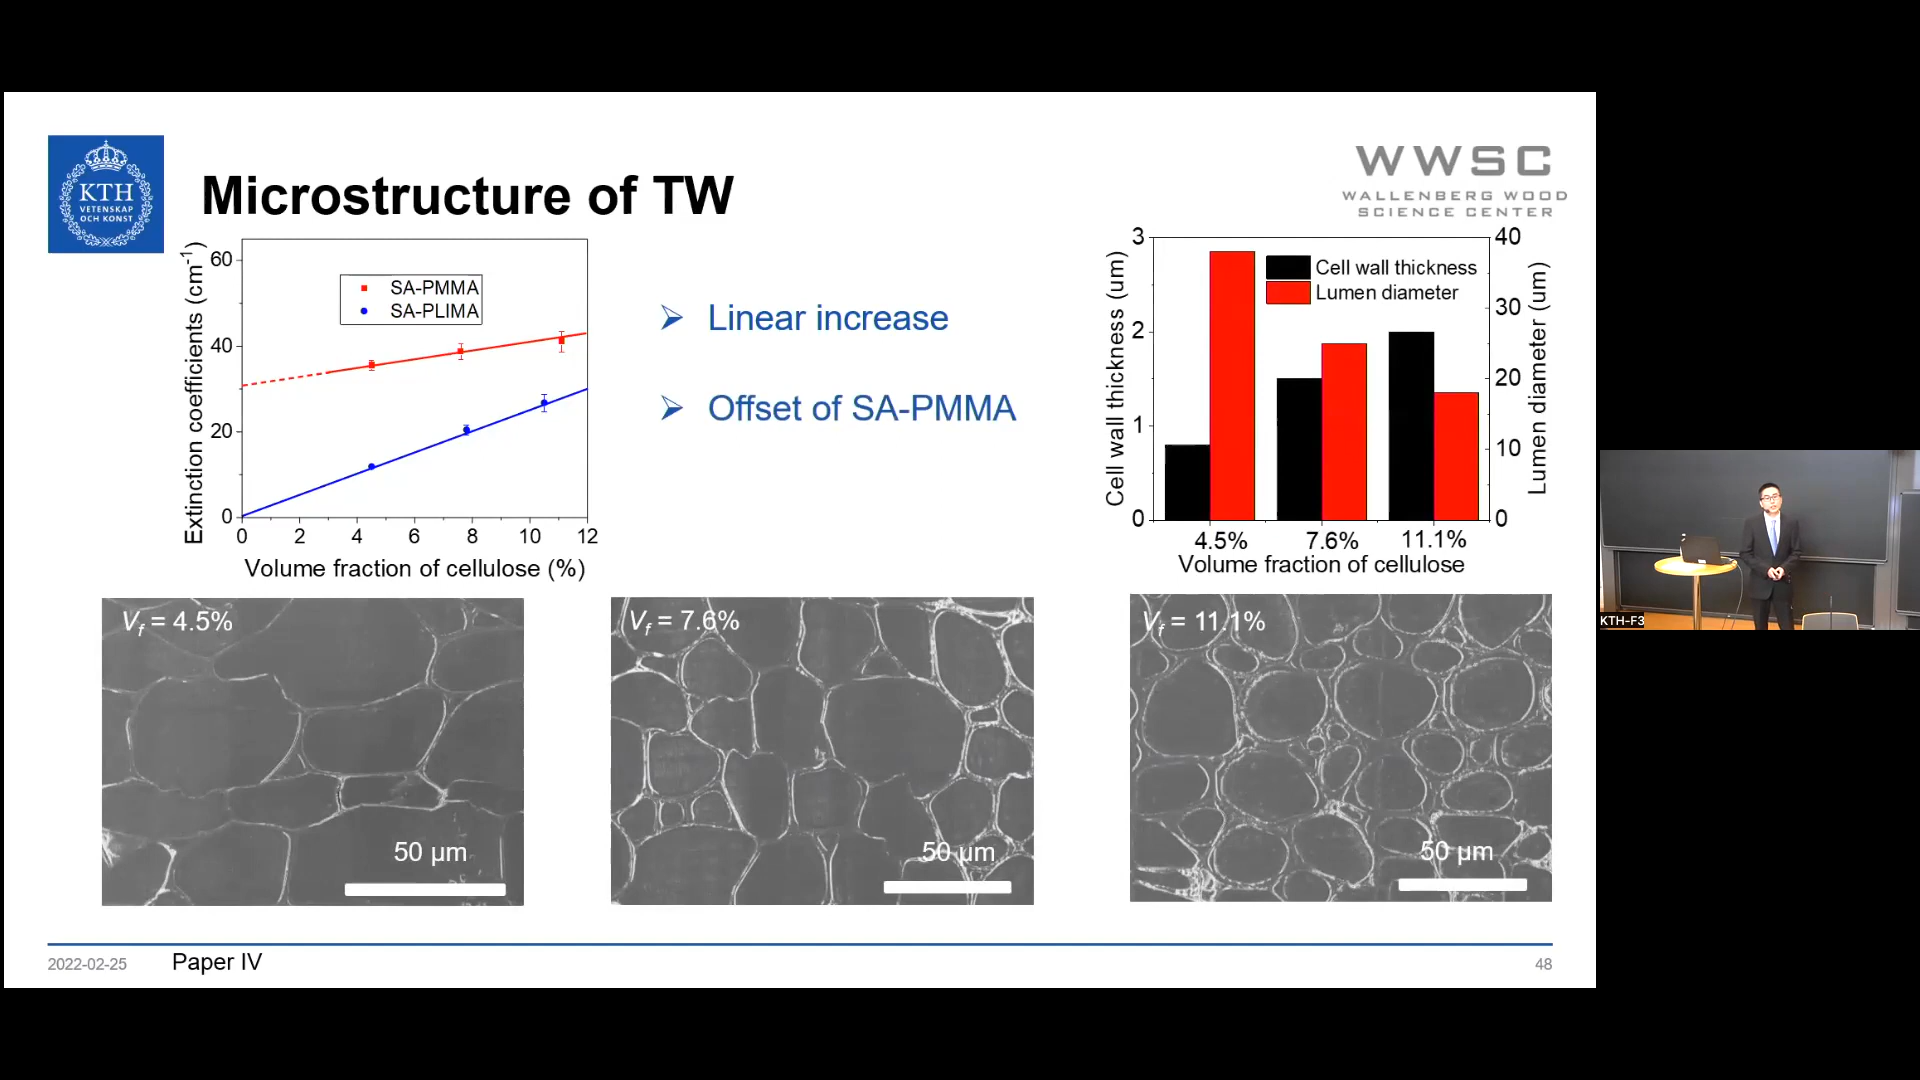 KTH
VETENSKAP
OCH KONST
Microstructure of TW
WWSC
WALLENBERG WOOD
SCIENCE CENTER
Extinction coefficients (cm-1)
60
40
20
0
SA-PMMA
SA-PLIMA
0 2 4 6 8 10 12
Volume fraction of cellulose (%)
Linear increase
Offset of SA-PMMA
Cell wall thickness (um)
3
2
1
0
Cell wall thickness
Lumen diameter
40
30
20
10
0
Lumen diameter (um)
4.5% 7.6% 11.1%
Volume fraction of cellulose
Vf = 4.5%
50 μm
Vf = 7.6%
50 μm
Vf = 11.1%
50 μm
2022-02-25
Paper IV
48
KTH-F3